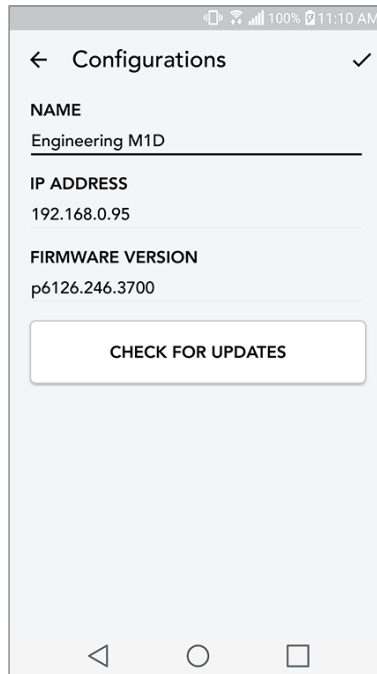 100% 11:10 AM
Configurations
NAME
Engineering M1D
IP ADDRESS
192.168.0.95
FIRMWARE VERSION
p6126.246.3700
CHECK FOR UPDATES